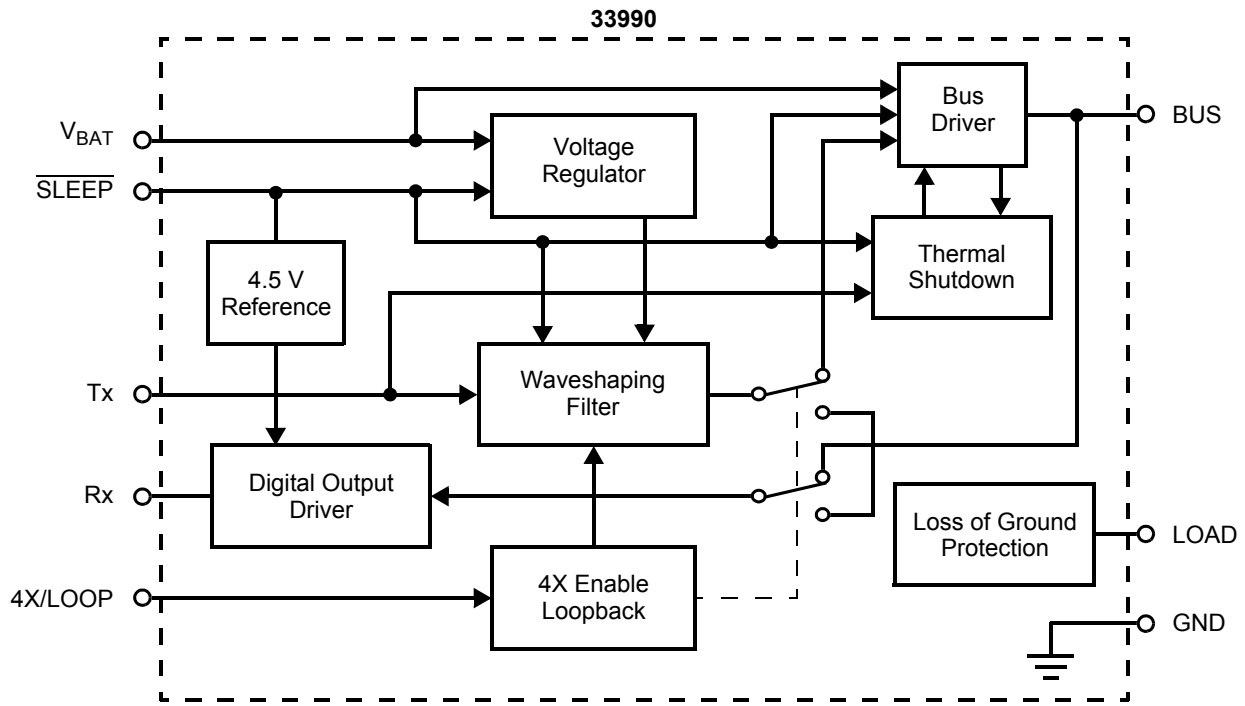 33990
V_BAT
SLEEP
Tx
Rx
4X/LOOP
4.5 V
Reference
Voltage
Regulator
Bus
Driver
Thermal
Shutdown
Waveshaping
Filter
Digital Output
Driver
4X Enable
Loopback
Loss of Ground
Protection
BUS
LOAD
GND